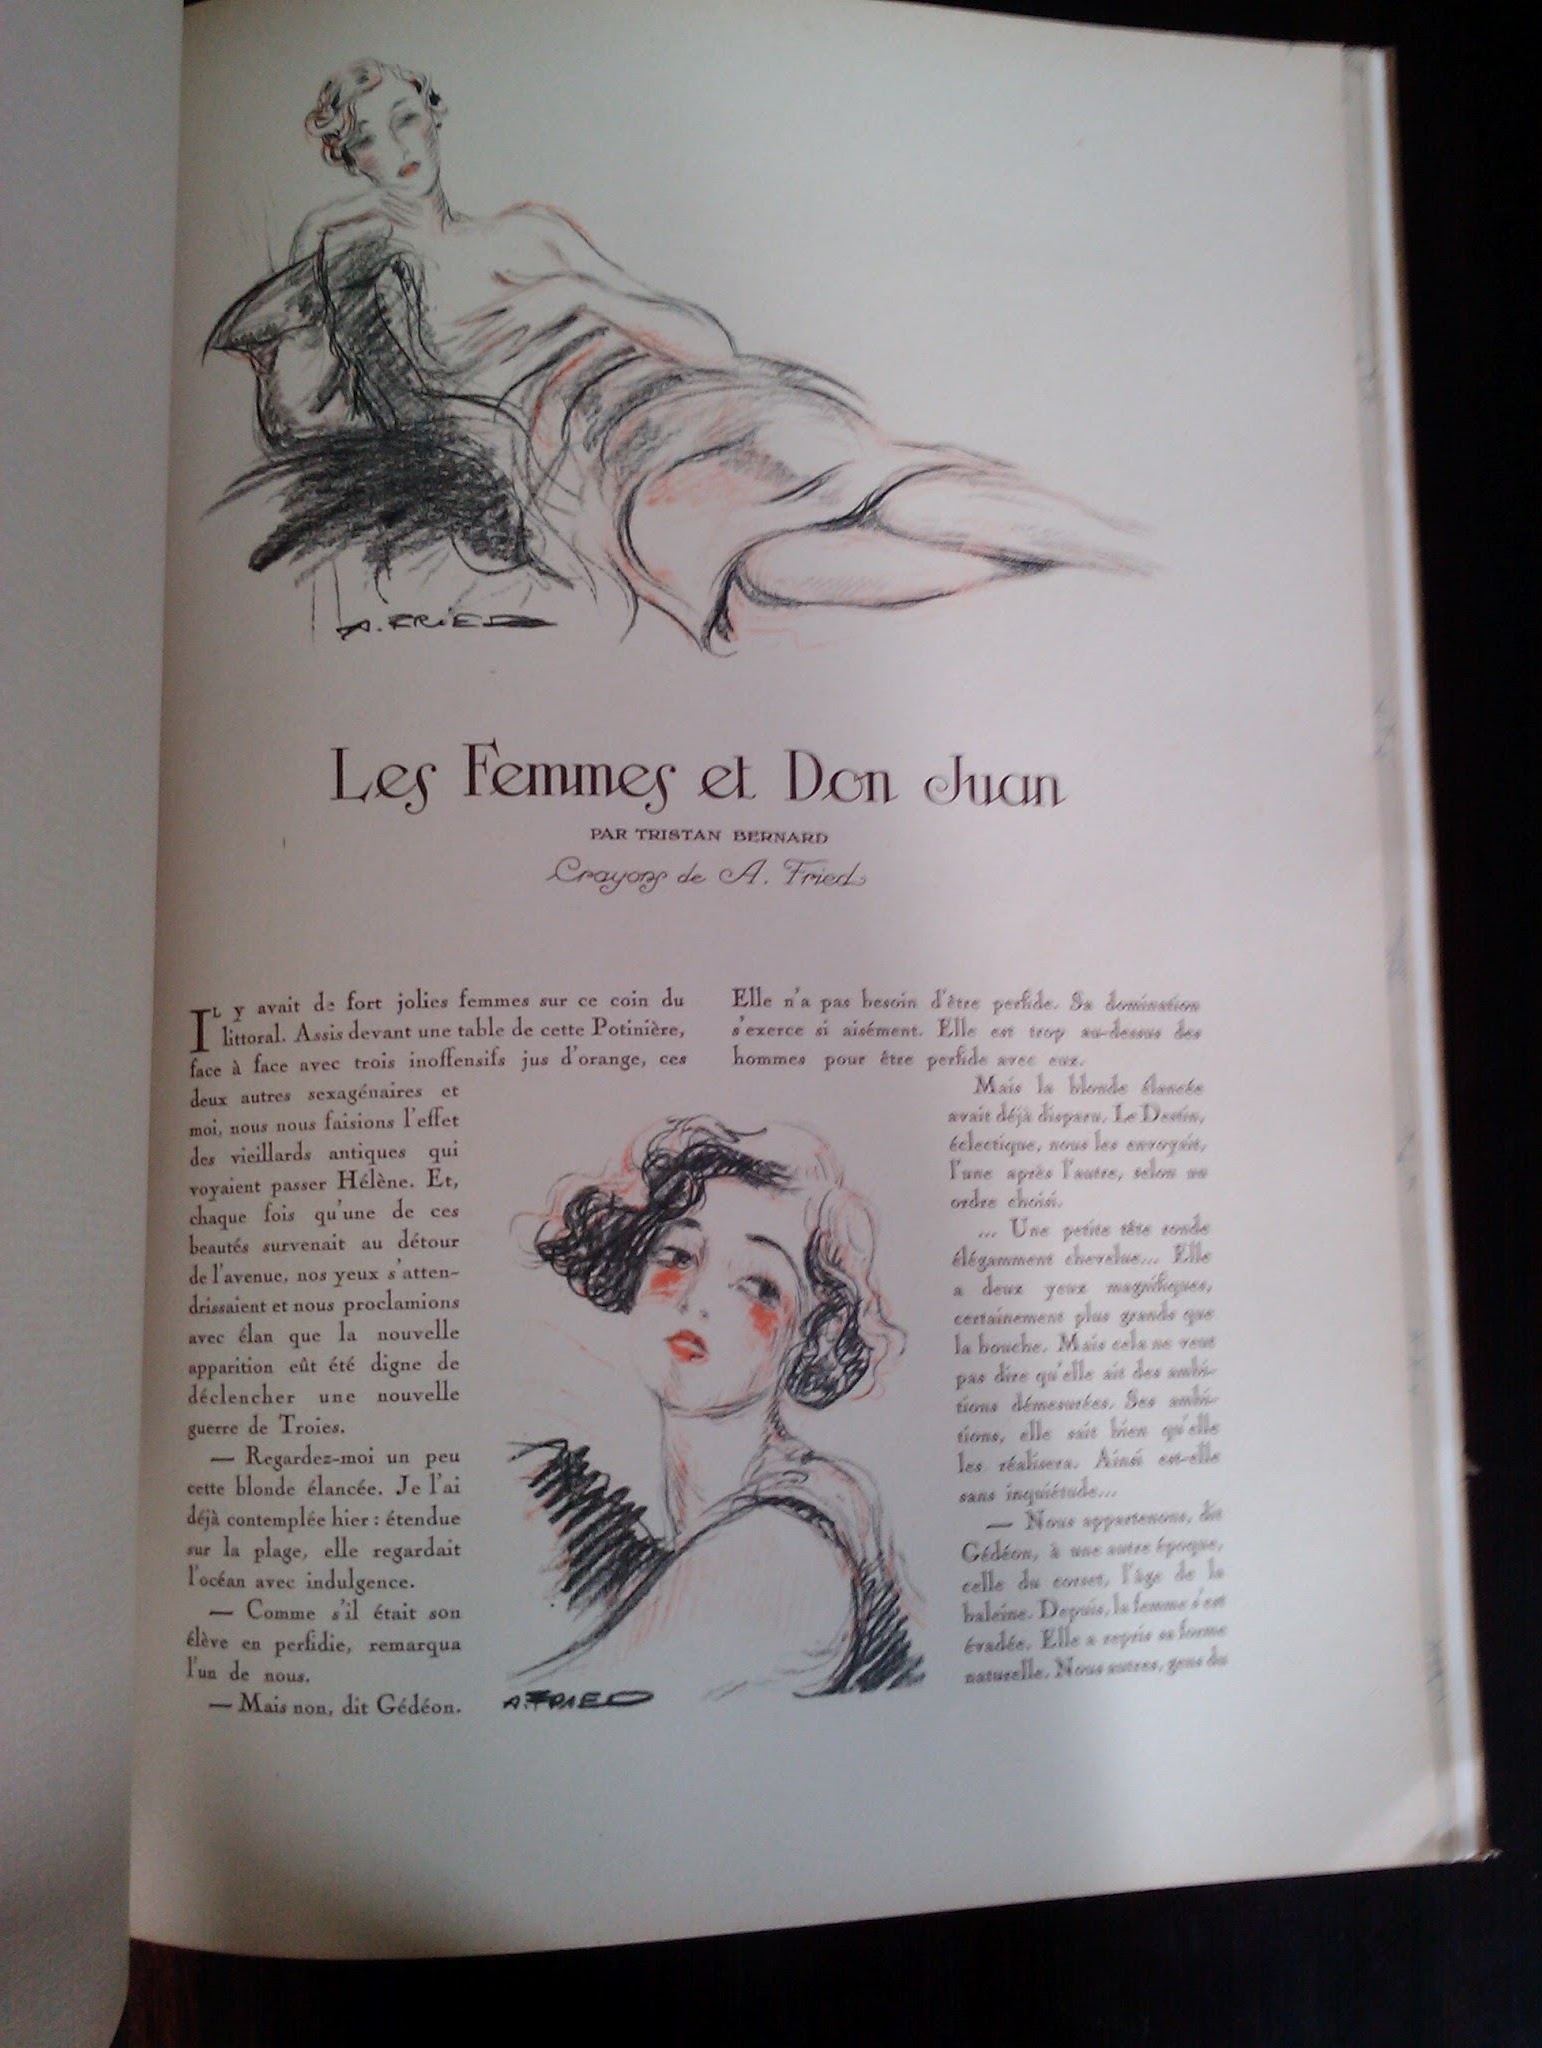 A. FRIED
Les Femmes et Don Juan
PAR TRISTAN BERNARD
Crayons de A. Fried
IL y avait de fort jolies femmes sur ce coin du
littoral. Assis devant une table de cette Potinière,
face à face avec trois inoffensifs jus d'orange, ces
deux autres sexagénaires et
moi, nous nous faisions l'effet
des vieillards antiques qui
voyaient passer Hélène. Et,
chaque fois qu'une de ces
beautés survenait au détour
de l'avenue, nos yeux s'atten-
drissaient et nous proclamions
avec élan que la nouvelle
apparition eût été digne de
déclencher une nouvelle
guerre de Troies.
— Regardez-moi un peu
cette blonde élancée. Je l'ai
déjà contemplée hier : étendue
sur la plage, elle regardait
l'océan avec indulgence.
— Comme s'il était son
élève en perfidie, remarqua
l'un de nous.
— Mais non, dit Gédéon.
Elle n'a pas besoin d'être perfide. Sa domination
s'exerce si aisément. Elle est trop au-dessus des
hommes pour être perfide avec eux.
Mais la blonde élancée
avait déjà disparu. Le Destin,
éclectique, nous les envoyait,
l'une après l'autre, selon un
ordre choisi.
... Une petite tête ronde
élégamment chevelue... Elle
a deux yeux magnifiques,
certainement plus grands que
la bouche. Mais cela ne veut
pas dire qu'elle ait des ambi-
tions démesurées. Ses ambi-
tions, elle sait bien qu'elle
les réalisera. Ainsi est-elle
sans inquiétude...
— Nous appartenons, dit
Gédéon, à une autre époque,
celle du corset, l'âge de la
baleine. Depuis, la femme s'est
évadée. Elle a repris sa forme
naturelle. Nous autres, gens du
A. FRIED